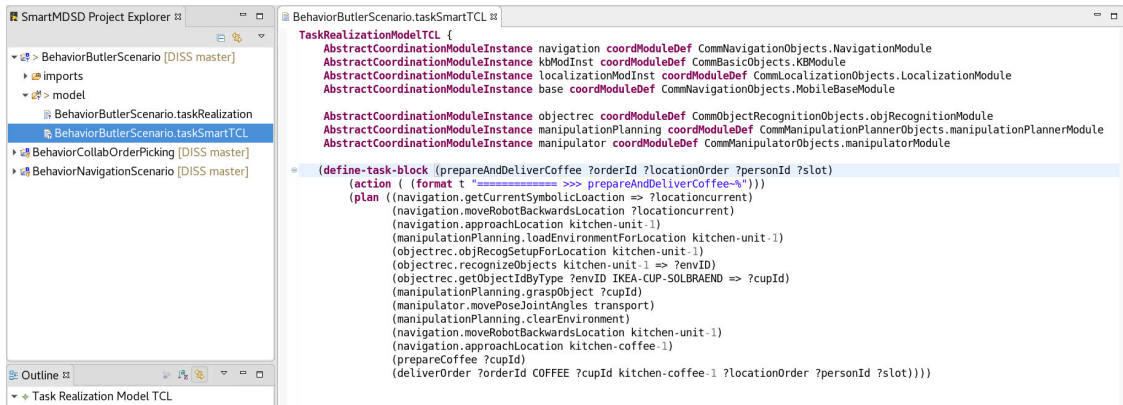 SmartMDSD Project Explorer
> BehaviorButlerScenario [DISS master]
imports
> model
BehaviorButlerScenario.taskRealization
BehaviorButlerScenario.taskSmartTCL
BehaviorCollabOrderPicking [DISS master]
BehaviorNavigationScenario [DISS master]
Outline
Task Realization Model TCL
BehaviorButlerScenario.taskSmartTCL
TaskRealizationModelTCL {
AbstractCoordinationModuleInstance navigation coordModuleDef CommNavigationObjects.NavigationModule
AbstractCoordinationModuleInstance kbModInst coordModuleDef CommBasicObjects.KBModule
AbstractCoordinationModuleInstance localizationModInst coordModuleDef CommLocalizationObjects.LocalizationModule
AbstractCoordinationModuleInstance base coordModuleDef CommNavigationObjects.MobileBaseModule
AbstractCoordinationModuleInstance objectrec coordModuleDef CommObjectRecognitionObjects.objRecognitionModule
AbstractCoordinationModuleInstance manipulationPlanning coordModuleDef CommManipulationPlannerObjects.manipulationPlannerModule
AbstractCoordinationModuleInstance manipulator coordModuleDef CommManipulatorObjects.manipulatorModule
(define-task-block (prepareAndDeliverCoffee ?orderId ?locationOrder ?personId ?slot)
(action ( (format t "============= >>> prepareAndDeliverCoffee~%")))
(plan ((navigation.getCurrentSymbolicLoaction => ?locationcurrent)
(navigation.moveRobotBackwardsLocation ?locationcurrent)
(navigation.approachLocation kitchen-unit-1)
(manipulationPlanning.loadEnvironmentForLocation kitchen-unit-1)
(objectrec.objRecogSetupForLocation kitchen-unit-1)
(objectrec.recognizeObjects kitchen-unit-1 => ?envID)
(objectrec.getObjectIdByType ?envID IKEA-CUP-SOLBRAEND => ?cupId)
(manipulationPlanning.graspObject ?cupId)
(manipulator.movePoseJointAngles transport)
(manipulationPlanning.clearEnvironment)
(navigation.moveRobotBackwardsLocation kitchen-unit-1)
(navigation.approachLocation kitchen-coffee-1)
(prepareCoffee ?cupId)
(deliverOrder ?orderId COFFEE ?cupId kitchen-coffee-1 ?locationOrder ?personId ?slot))))